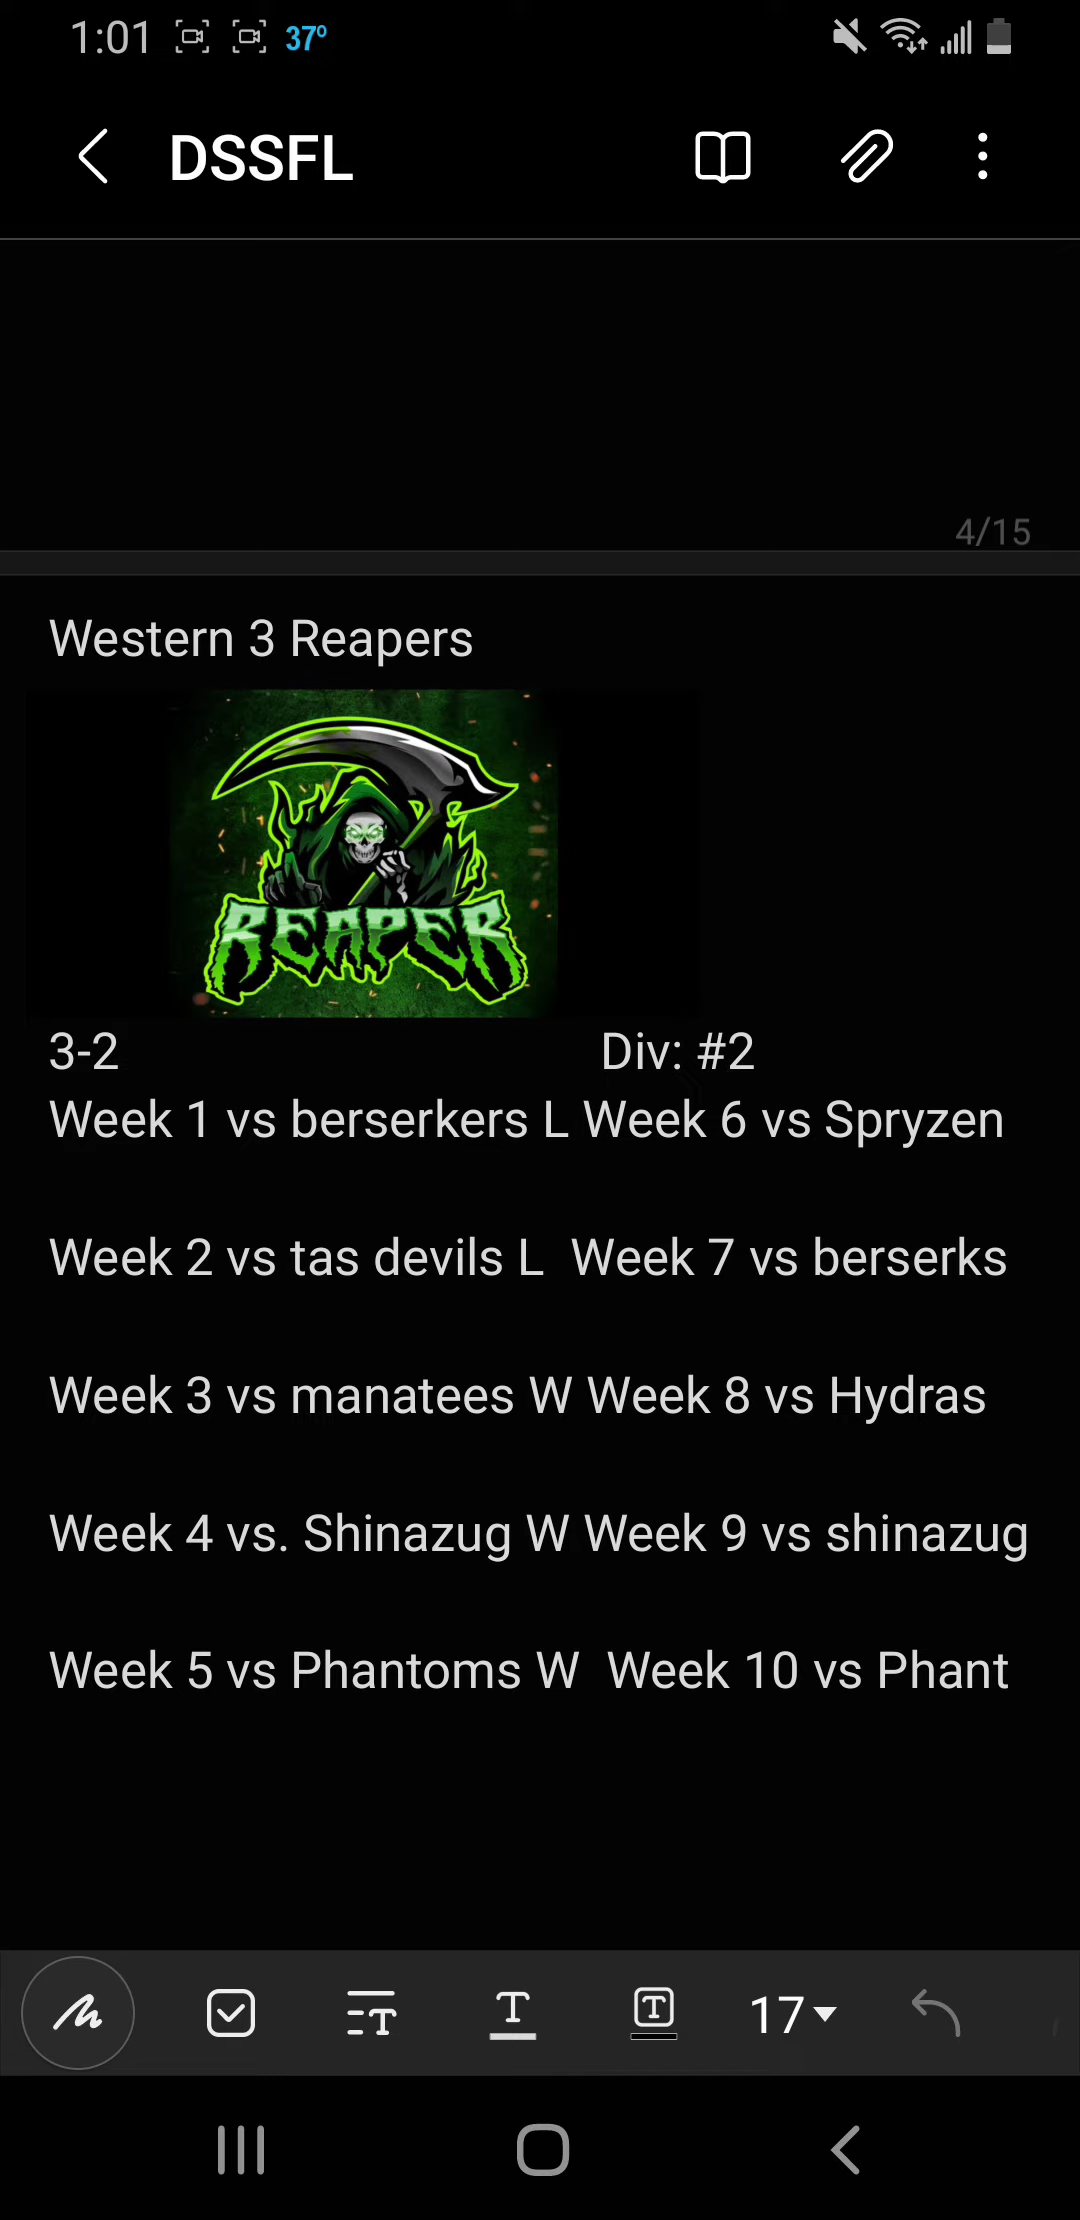 1:01 37°
DSSFL
4/15
Western 3 Reapers
REAPER
3-2 Div: #2
Week 1 vs berserkers L Week 6 vs Spryzen
Week 2 vs tas devils L Week 7 vs berserks
Week 3 vs manatees W Week 8 vs Hydras
Week 4 vs. Shinazug W Week 9 vs shinazug
Week 5 vs Phantoms W Week 10 vs Phant
T T T 17